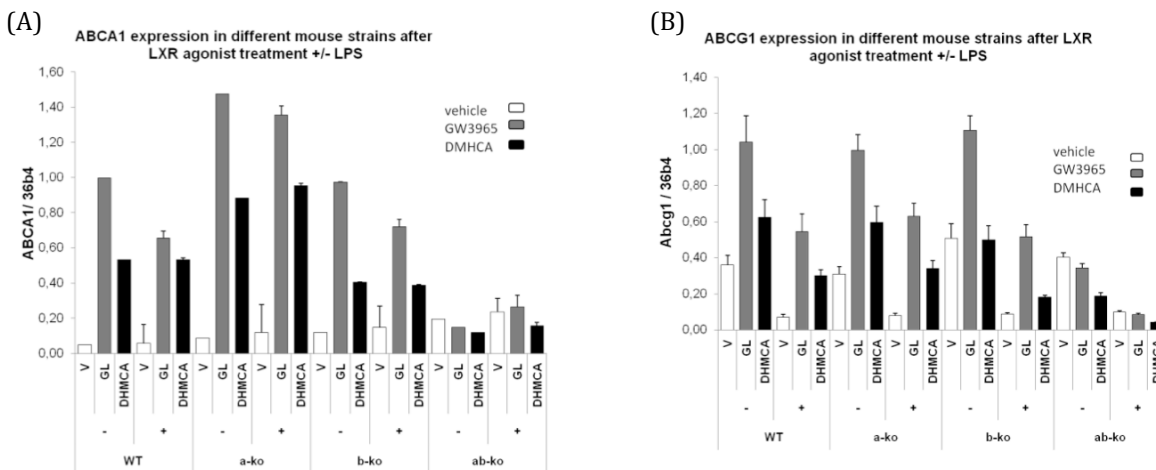 (A)
ABCA1 expression in different mouse strains after
LXR agonist treatment +/- LPS
1,60
1,40
1,20
1,00
0,80
0,60
0,40
0,20
0,00
ABCA1/ 36b4
vehicle
GW3965
DMHCA
V GL DHMCA V GL DHMCA V GL DHMCA V GL DHMCA V GL DHMCA V GL DHMCA V GL DHMCA V GL DHMCA
- + - + - + - +
WT a-ko b-ko ab-ko
(B)
ABCG1 expression in different mouse strains after LXR
agonist treatment +/- LPS
1,40
1,20
1,00
0,80
0,60
0,40
0,20
0,00
Abcg1 / 36b4
vehicle
GW3965
DMHCA
V GL DHMCA V GL DHMCA V GL DHMCA V GL DHMCA V GL DHMCA V GL DHMCA V GL DHMCA V GL DHMCA
- + - + - + - +
WT a-ko b-ko ab-ko